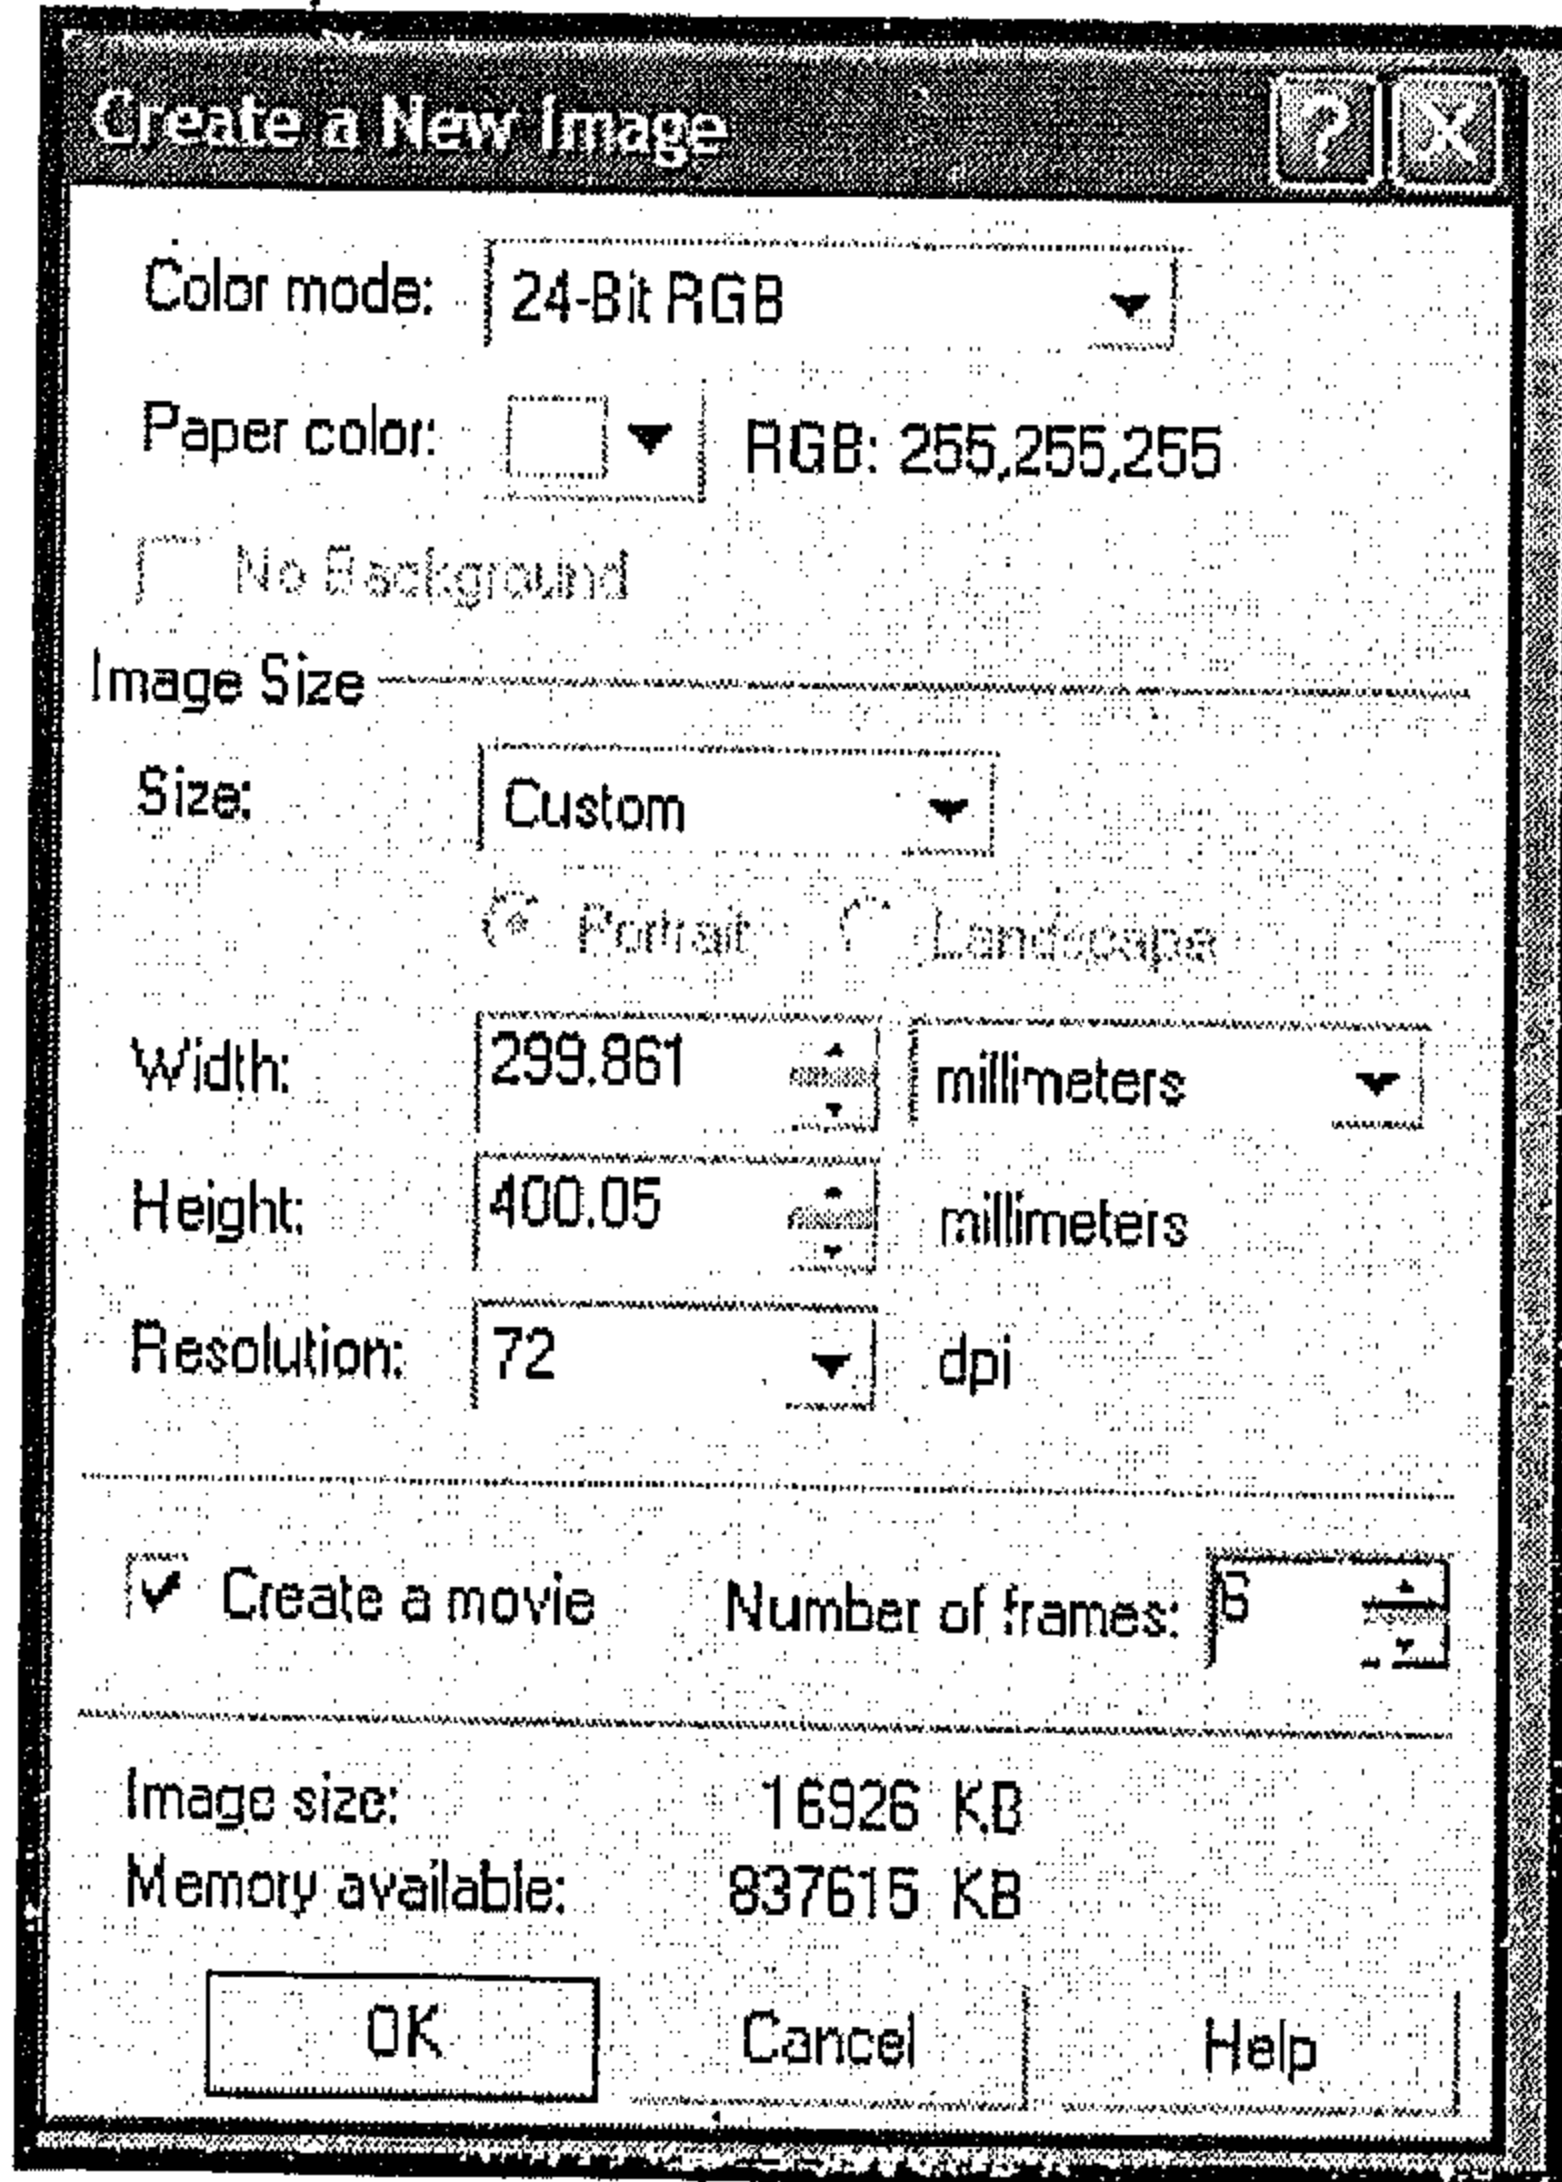 Create a New Image ? X
Color mode: 24-Bit RGB
Paper color: RGB: 255,255,255
No Background
Image Size
Size: Custom
Portrait Landscape
Width: 299.861 millimeters
Height: 400.05 millimeters
Resolution: 72 dpi
Create a movie Number of frames: 6
Image size: 16926 KB
Memory available: 837615 KB
OK Cancel Help